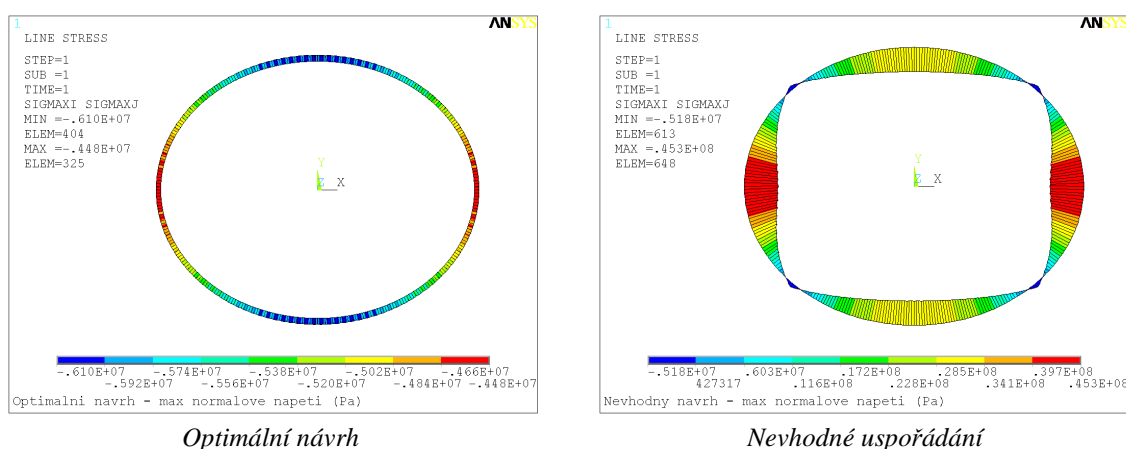 1
ANSYS
LINE STRESS
STEP=1
SUB =1
TIME=1
SIGMAXI SIGMAXJ
MIN =-.610E+07
ELEM=404
MAX =-.448E+07
ELEM=325
Y
Z X
-.610E+07 -.574E+07 -.538E+07 -.502E+07 -.466E+07
-.592E+07 -.556E+07 -.520E+07 -.484E+07 -.448E+07
Optimalni navrh - max normalove napeti (Pa)
Optimální návrh
1
ANSYS
LINE STRESS
STEP=1
SUB =1
TIME=1
SIGMAXI SIGMAXJ
MIN =-.518E+07
ELEM=613
MAX =.453E+08
ELEM=648
Y
Z X
-.518E+07 .603E+07 .172E+08 .285E+08 .397E+08
427317 .116E+08 .228E+08 .341E+08 .453E+08
Nevhodny navrh - max normalove napeti (Pa)
Nevhodné uspořádání